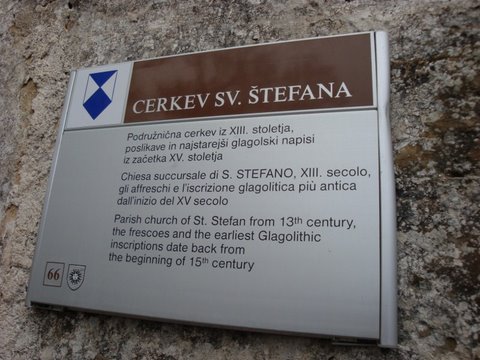 CERKEV SV. ŠTEFANA
Podružnična cerkev iz XIII. stoletja,
poslikave in najstarejši glagolski napisi
iz začetka XV. stoletja
Chiesa succursale di S. STEFANO, XIII. secolo,
gli affreschi e l'iscrizione glagolitica più antica
dall'inizio del XV secolo
Parish church of St. Stefan from 13th century,
the frescoes and the earliest Glagolithic
inscriptions date back from
the beginning of 15th century
66